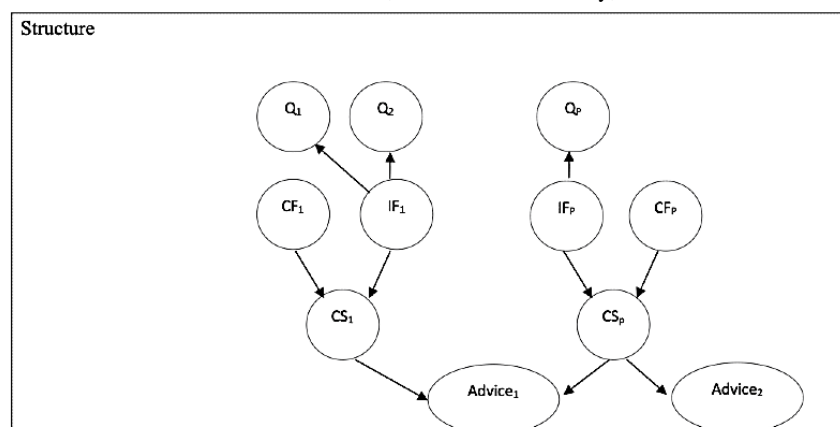 Structure
Q₁ Q₂ Qₚ
CF₁ IF₁ IFₚ CFₚ
CS₁ CSₚ
Advice₁ Advice₂